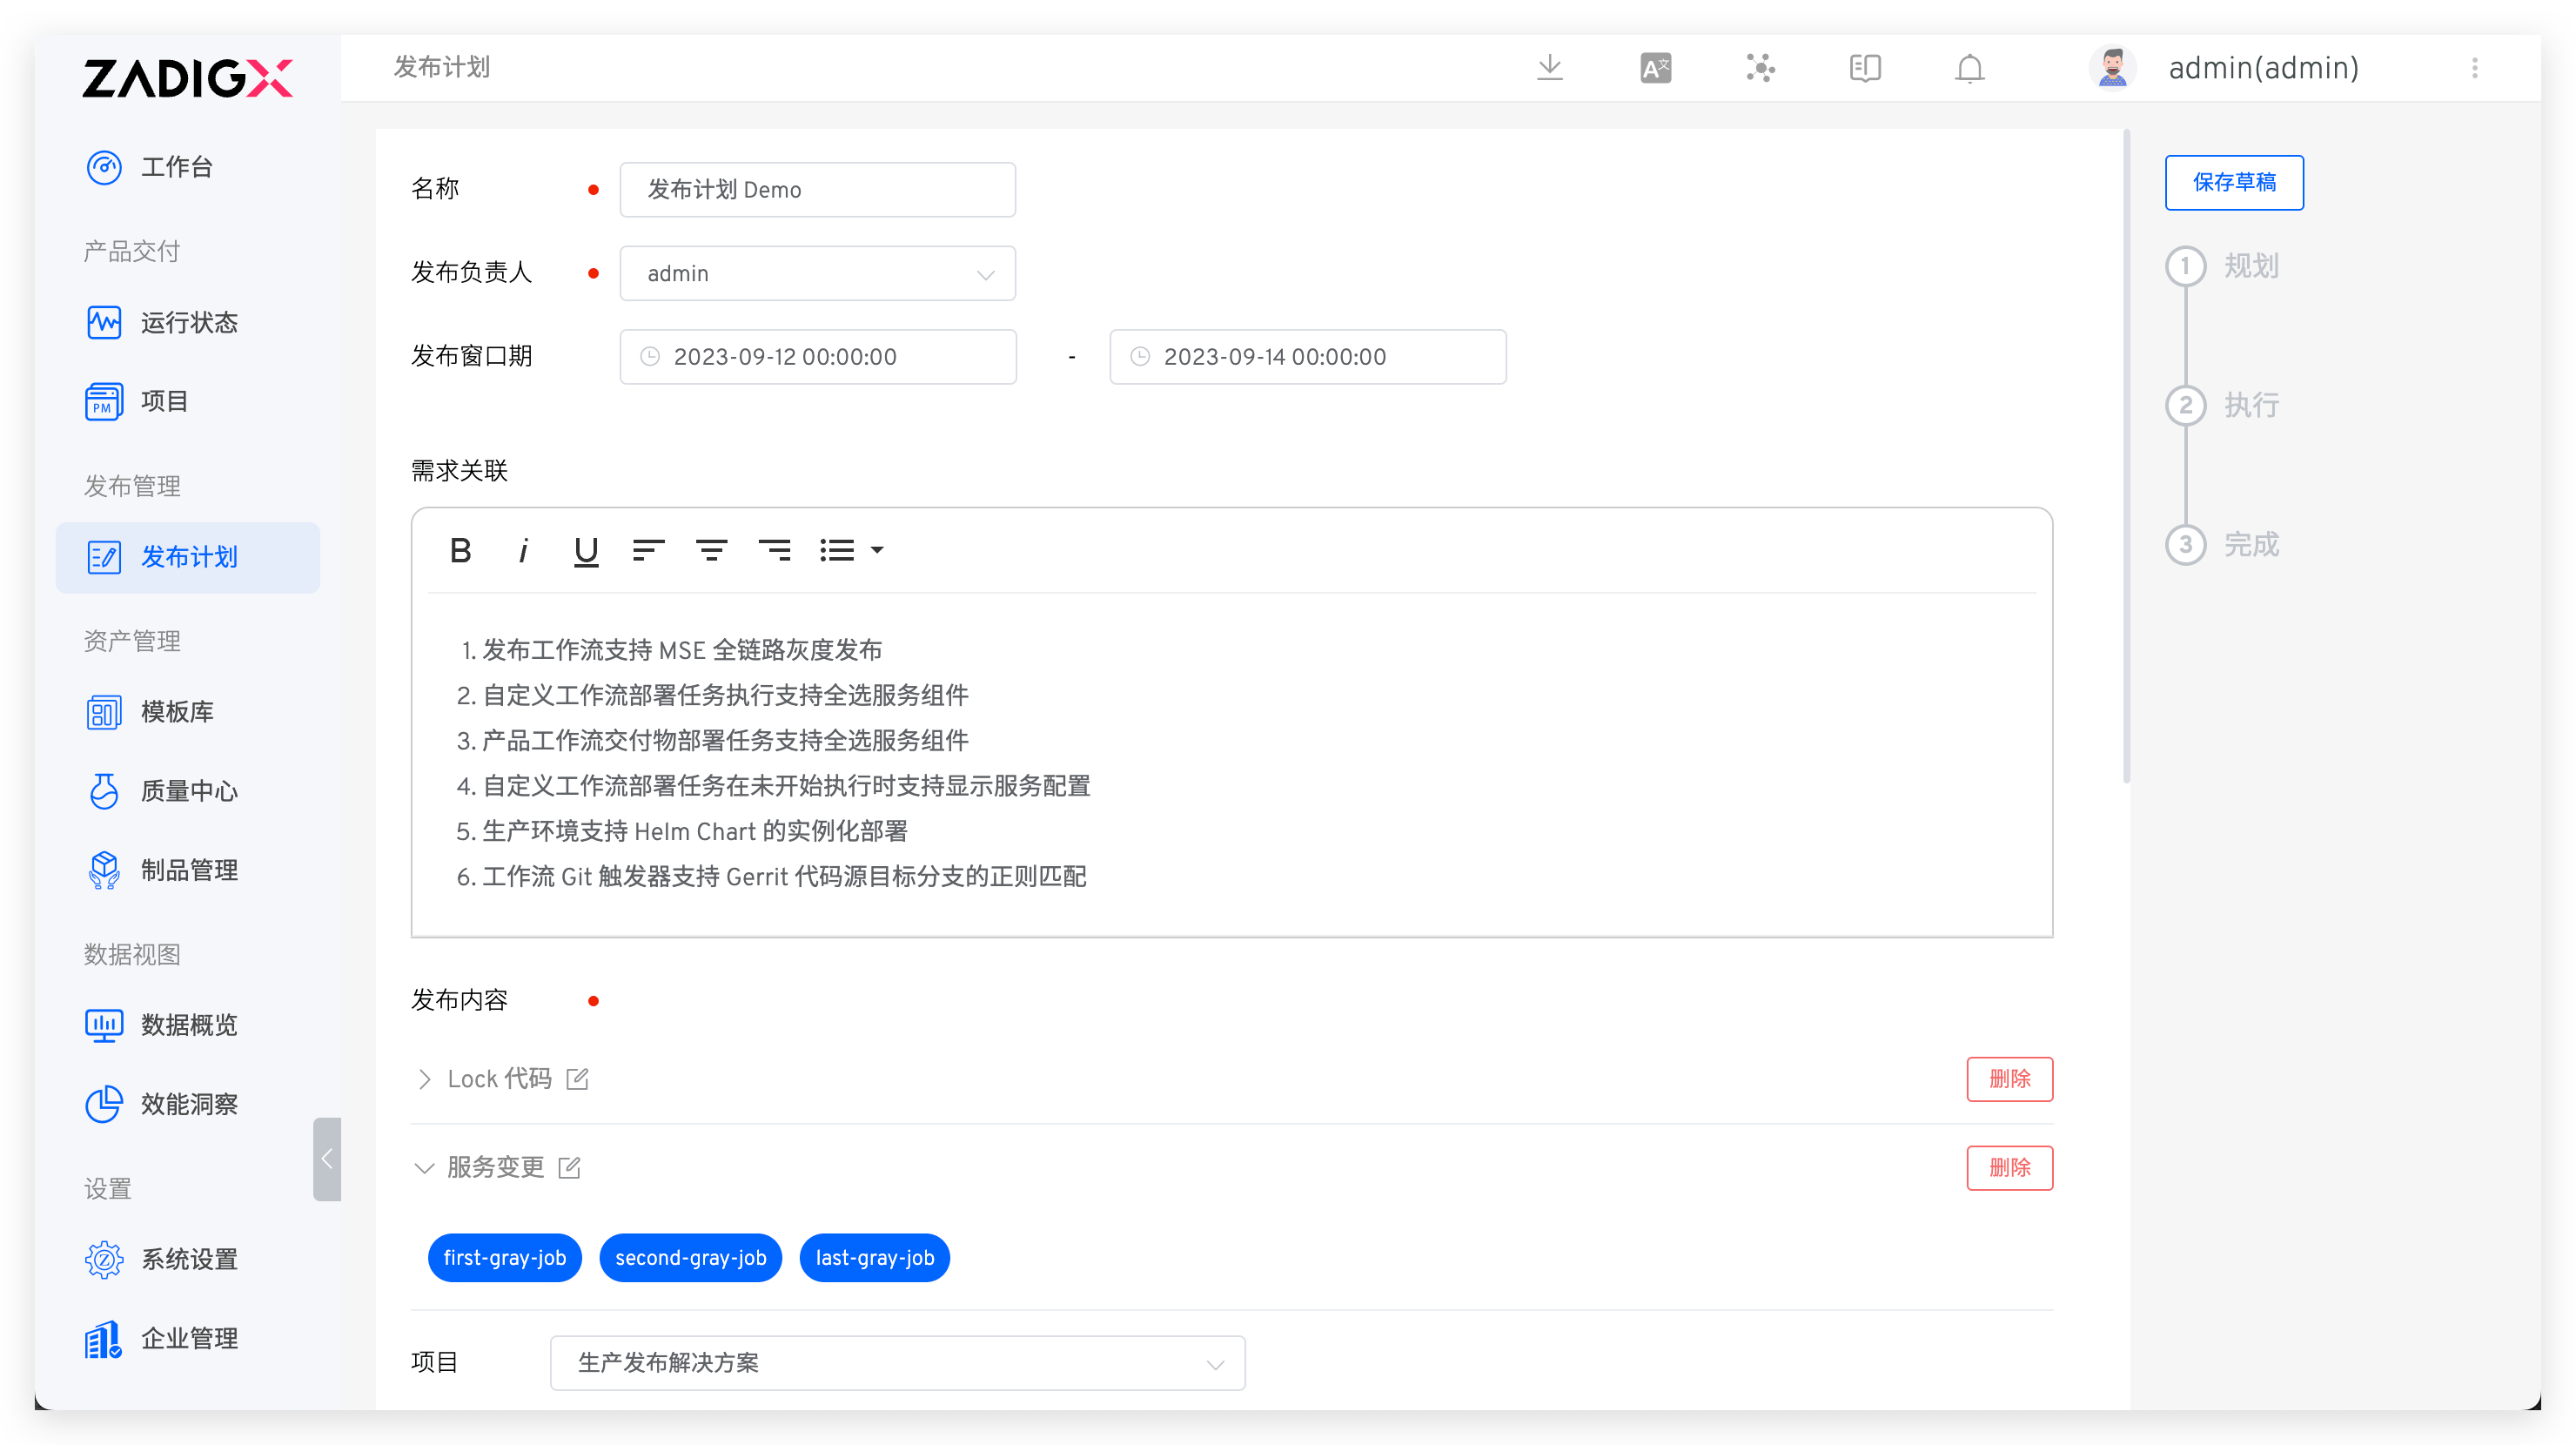 ZADIGX
工作台
产品交付
运行状态
PM
项目
发布管理
发布计划
资产管理
模板库
质量中心
制品管理
数据视图
数据概览
效能洞察
设置
Z
系统设置
企业管理
发布计划
A文
admin(admin)
名称
发布计划 Demo
发布负责人
admin
发布窗口期
2023-09-12 00:00:00
-
2023-09-14 00:00:00
需求关联
B i U
1. 发布工作流支持 MSE 全链路灰度发布
2. 自定义工作流部署任务执行支持全选服务组件
3. 产品工作流交付物部署任务支持全选服务组件
4. 自定义工作流部署任务在未开始执行时支持显示服务配置
5. 生产环境支持 Helm Chart 的实例化部署
6. 工作流 Git 触发器支持 Gerrit 代码源目标分支的正则匹配
发布内容
Lock 代码
删除
服务变更
删除
first-gray-job
second-gray-job
last-gray-job
项目
生产发布解决方案
保存草稿
1 规划
2 执行
3 完成